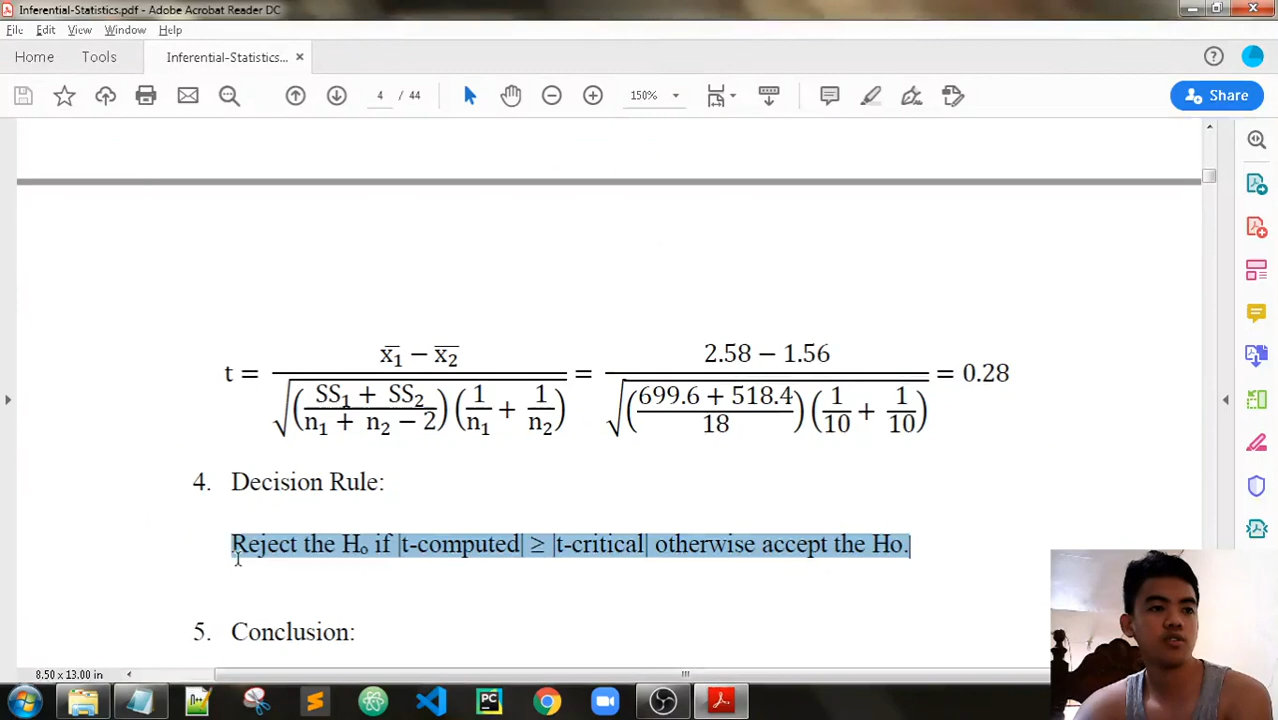 Inferential-Statistics.pdf - Adobe Acrobat Reader DC
File Edit View Window Help
Home Tools Inferential-Statistics... ×
4 / 44 150% Share
t = x̅₁ − x̅₂ / √((SS₁ + SS₂ / n₁ + n₂ − 2)(1/n₁ + 1/n₂)) = 2.58 − 1.56 / √((699.6 + 518.4 / 18)(1/10 + 1/10)) = 0.28
4. Decision Rule:
Reject the Hₒ if |t-computed| ≥ |t-critical| otherwise accept the Ho.
5. Conclusion:
8.50 x 13.00 in